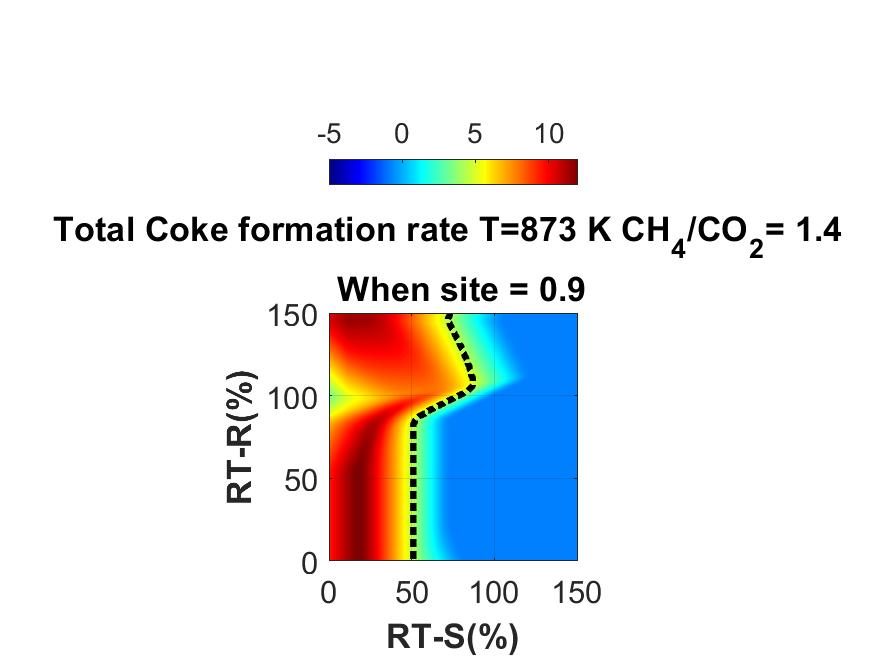 -5 0 5 10
Total Coke formation rate T=873 K CH4/CO2= 1.4
When site = 0.9
150
100
50
0
RT-R(%)
0 50 100 150
RT-S(%)